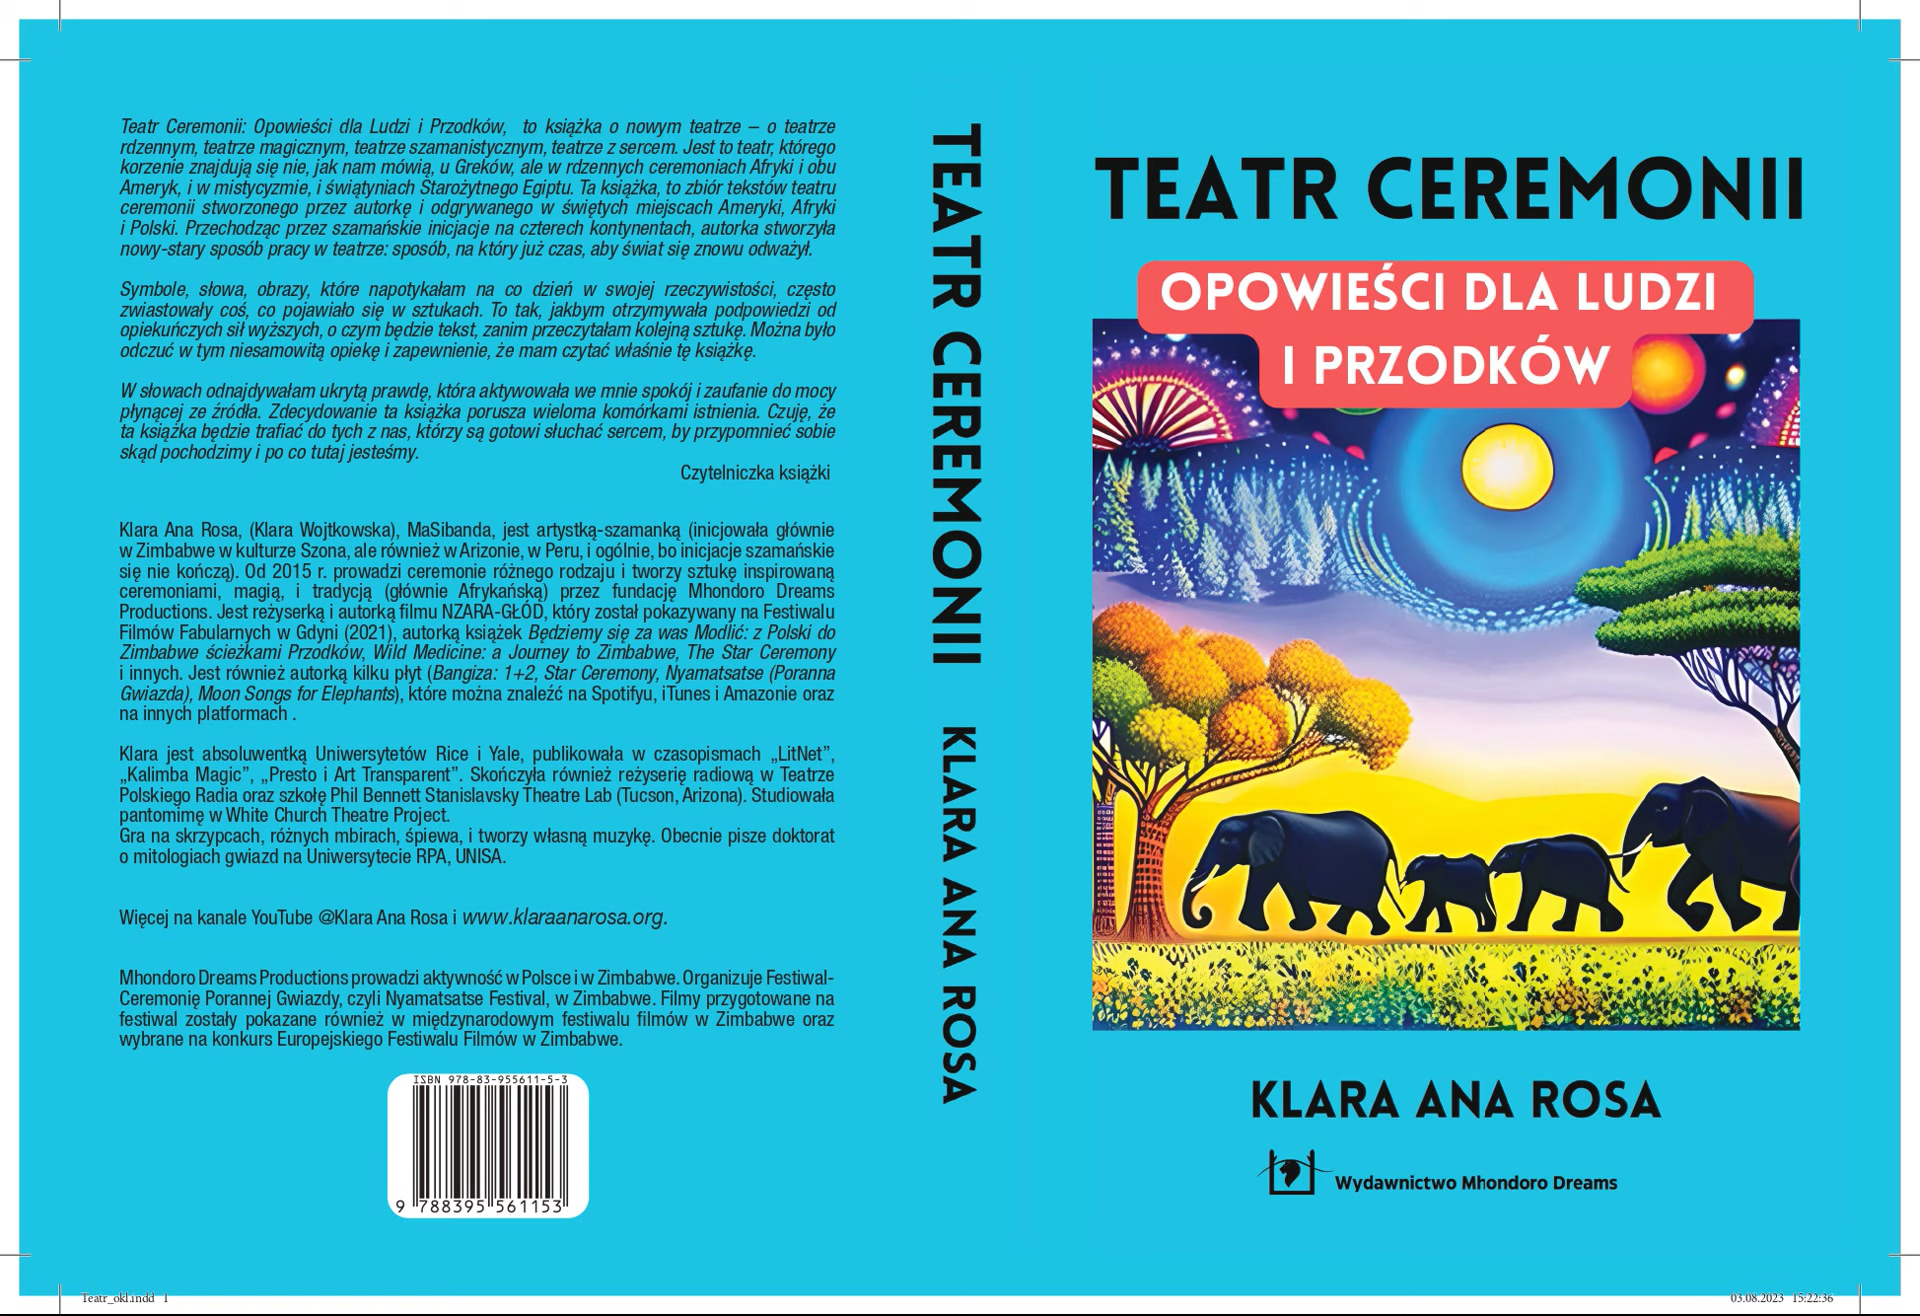 Teatr Ceremonii: Opowieści dla Ludzi i Przodków, to książka o nowym teatrze – o teatrze
rdzennym, teatrze magicznym, teatrze szamanistycznym, teatrze z sercem. Jest to teatr, którego
korzenie znajdują się nie, jak nam mówią, u Greków, ale w rdzennych ceremoniach Afryki i obu
Ameryk, i w mistycyzmie, i świątyniach Starożytnego Egiptu. Ta książka, to zbiór tekstów teatru
ceremonii stworzonego przez autorkę i odgrywanego w świętych miejscach Ameryki, Afryki
i Polski. Przechodząc przez szamańskie inicjacje na czterech kontynentach, autorka stworzyła
nowy-stary sposób pracy w teatrze: sposób, na który już czas, aby świat się znowu odważył.
Symbole, słowa, obrazy, które napotykałam na co dzień w swojej rzeczywistości, często
zwiastowały coś, co pojawiało się w sztukach. To tak, jakbym otrzymywała podpowiedzi od
opiekuńczych sił wyższych, o czym będzie tekst, zanim przeczytałam kolejną sztukę. Można było
odczuć w tym niesamowitą opiekę i zapewnienie, że mam czytać właśnie tę książkę.
W słowach odnajdywałam ukrytą prawdę, która aktywowała we mnie spokój i zaufanie do mocy
płynącej ze źródła. Zdecydowanie ta książka porusza wieloma komórkami istnienia. Czuję, że
ta książka będzie trafiać do tych z nas, którzy są gotowi słuchać sercem, by przypomnieć sobie
skąd pochodzimy i po co tutaj jesteśmy.
Czytelniczka książki
Klara Ana Rosa, (Klara Wojtkowska), MaSibanda, jest artystką-szamanką (inicjowała głównie
w Zimbabwe w kulturze Szona, ale również w Arizonie, w Peru, i ogólnie, bo inicjacje szamańskie
się nie kończą). Od 2015 r. prowadzi ceremonie różnego rodzaju i tworzy sztukę inspirowaną
ceremoniami, magią, i tradycją (głównie Afrykańską) przez fundację Mhondoro Dreams
Productions. Jest reżyserką i autorką filmu NZARA-GŁÓD, który został pokazywany na Festiwalu
Filmów Fabularnych w Gdyni (2021), autorką książek Będziemy się za was Modlić: z Polski do
Zimbabwe ścieżkami Przodków, Wild Medicine: a Journey to Zimbabwe, The Star Ceremony
i innych. Jest również autorką kilku płyt (Bangiza: 1+2, Star Ceremony, Nyamatsatse (Poranna
Gwiazda), Moon Songs for Elephants), które można znaleźć na Spotifyu, iTunes i Amazonie oraz
na innych platformach .
Klara jest absoluwentką Uniwersytetów Rice i Yale, publikowała w czasopismach „LitNet”,
„Kalimba Magic”, „Presto i Art Transparent”. Skończyła również reżyserię radiową w Teatrze
Polskiego Radia oraz szkołę Phil Bennett Stanislavsky Theatre Lab (Tucson, Arizona). Studiowała
pantomimę w White Church Theatre Project.
Gra na skrzypcach, różnych mbirach, śpiewa, i tworzy własną muzykę. Obecnie pisze doktorat
o mitologiach gwiazd na Uniwersytecie RPA, UNISA.
Więcej na kanale YouTube @Klara Ana Rosa i www.klaraanarosa.org.
Mhondoro Dreams Productions prowadzi aktywność w Polsce i w Zimbabwe. Organizuje Festiwal-
Ceremonię Porannej Gwiazdy, czyli Nyamatsatse Festival, w Zimbabwe. Filmy przygotowane na
festiwal zostały pokazane również w międzynarodowym festiwalu filmów w Zimbabwe oraz
wybrane na konkurs Europejskiego Festiwalu Filmów w Zimbabwe.
ISBN 978-83-955611-5-3
9 788395 561153
TEATR CEREMONII KLARA ANA ROSA
TEATR CEREMONII
OPOWIEŚCI DLA LUDZI
I PRZODKÓW
KLARA ANA ROSA
Wydawnictwo Mhondoro Dreams
Teatr_okl.indd 1
03.08.2023 15:22:36